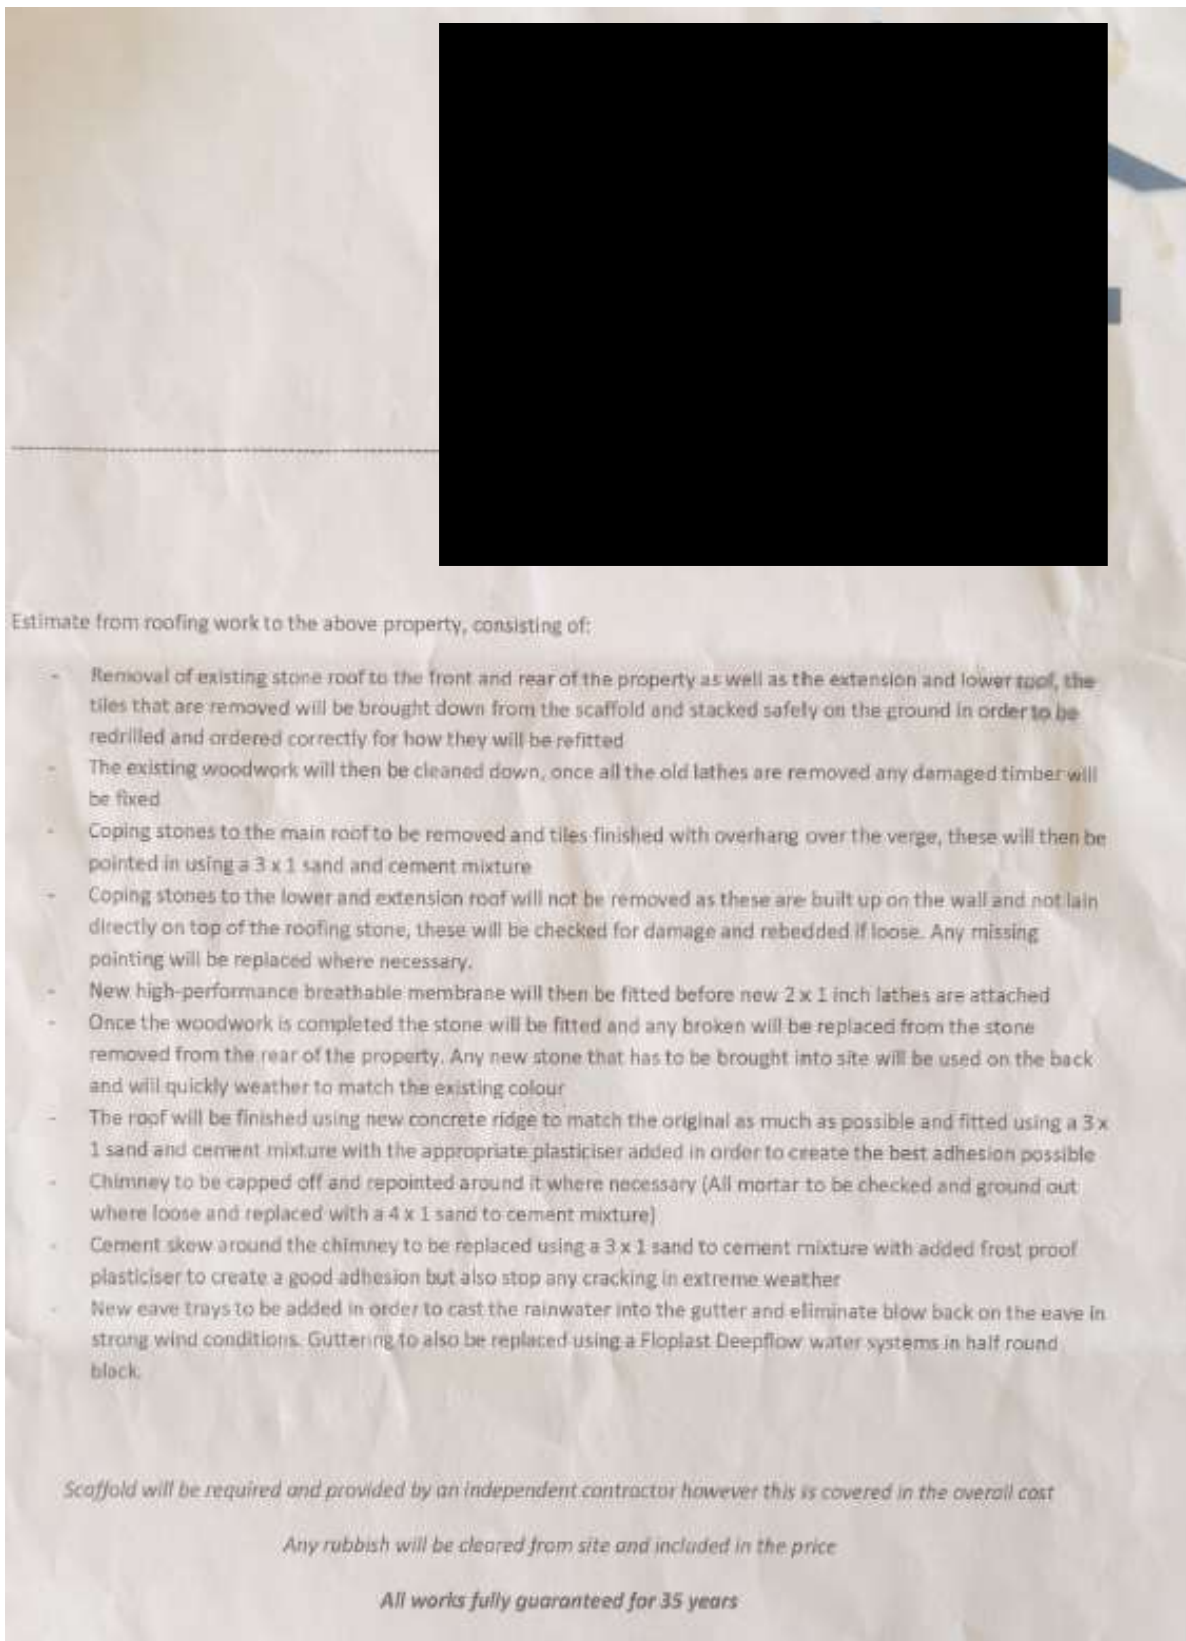 Estimate from roofing work to the above property, consisting of:
- Removal of existing stone roof to the front and rear of the property as well as the extension and lower roof, the
tiles that are removed will be brought down from the scaffold and stacked safely on the ground in order to be
redrilled and ordered correctly for how they will be refitted
- The existing woodwork will then be cleaned down, once all the old lathes are removed any damaged timber will
be fixed
- Coping stones to the main roof to be removed and tiles finished with overhang over the verge, these will then be
pointed in using a 3 x 1 sand and cement mixture
- Coping stones to the lower and extension roof will not be removed as these are built up on the wall and not lain
directly on top of the roofing stone, these will be checked for damage and rebedded if loose. Any missing
pointing will be replaced where necessary.
- New high-performance breathable membrane will then be fitted before new 2 x 1 inch lathes are attached
- Once the woodwork is completed the stone will be fitted and any broken will be replaced from the stone
removed from the rear of the property. Any new stone that has to be brought into site will be used on the back
and will quickly weather to match the existing colour
- The roof will be finished using new concrete ridge to match the original as much as possible and fitted using a 3 x
1 sand and cement mixture with the appropriate plasticiser added in order to create the best adhesion possible
- Chimney to be capped off and repointed around it where necessary (All mortar to be checked and ground out
where loose and replaced with a 4 x 1 sand to cement mixture)
- Cement skew around the chimney to be replaced using a 3 x 1 sand to cement mixture with added frost proof
plasticiser to create a good adhesion but also stop any cracking in extreme weather
- New eave trays to be added in order to cast the rainwater into the gutter and eliminate blow back on the eave in
strong wind conditions. Guttering to also be replaced using a Floplast Deepflow water systems in half round
black.
Scaffold will be required and provided by an independent contractor however this is covered in the overall cost
Any rubbish will be cleared from site and included in the price
All works fully guaranteed for 35 years